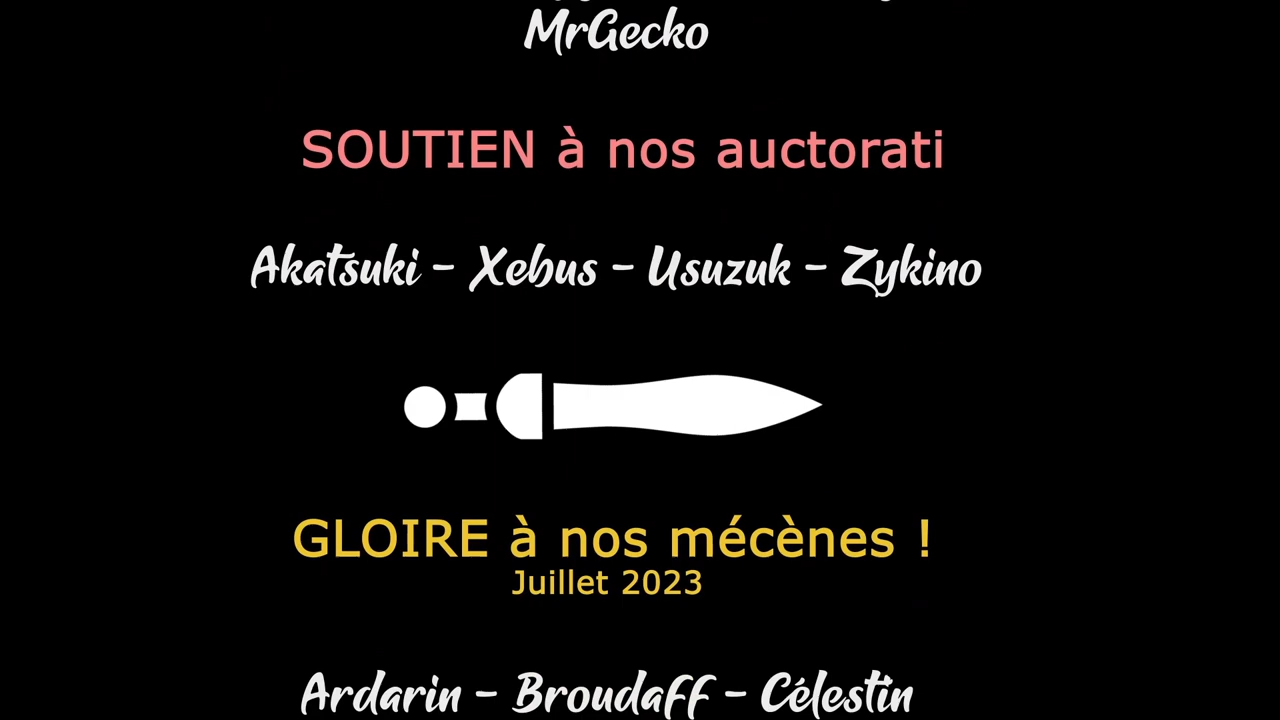 MrGecko
SOUTIEN à nos auctorati
Akatsuki - Xebus - Usuzuk - Zykino
GLOIRE à nos mécènes !
Juillet 2023
Ardarin - Broudaff - Célestin